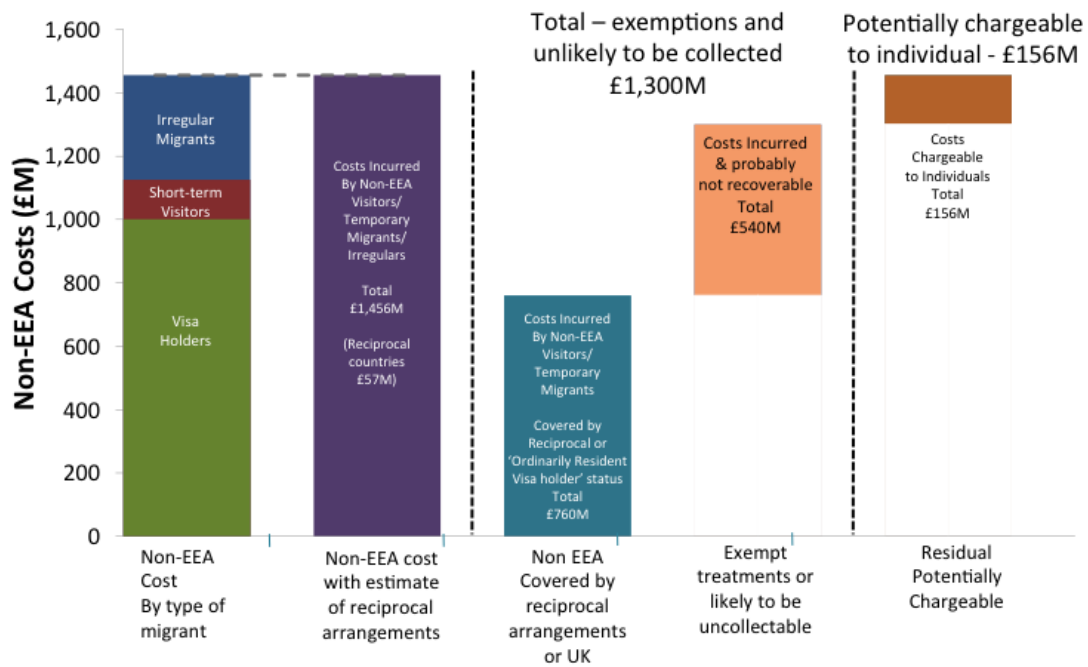 Total – exemptions and
unlikely to be collected
£1,300M
Potentially chargeable
to individual - £156M
Non-EEA Costs (£M)
1,600
1,400
1,200
1,000
800
600
400
200
0
Irregular
Migrants
Short-term
Visitors
Visa
Holders
Costs Incurred
By Non-EEA
Visitors/
Temporary
Migrants/
Irregulars
Total
£1,456M
(Reciprocal
countries
£57M)
Costs Incurred
By Non-EEA
Visitors/
Temporary
Migrants
Covered by
Reciprocal or
‘Ordinarily Resident
Visa holder’ status
Total
£760M
Costs Incurred
& probably
not recoverable
Total
£540M
Costs
Chargeable
to Individuals
Total
£156M
Non-EEA
Cost
By type of
migrant
Non-EEA cost
with estimate
of reciprocal
arrangements
Non EEA
Covered by
reciprocal
arrangements
or UK
Exempt
treatments or
likely to be
uncollectable
Residual
Potentially
Chargeable